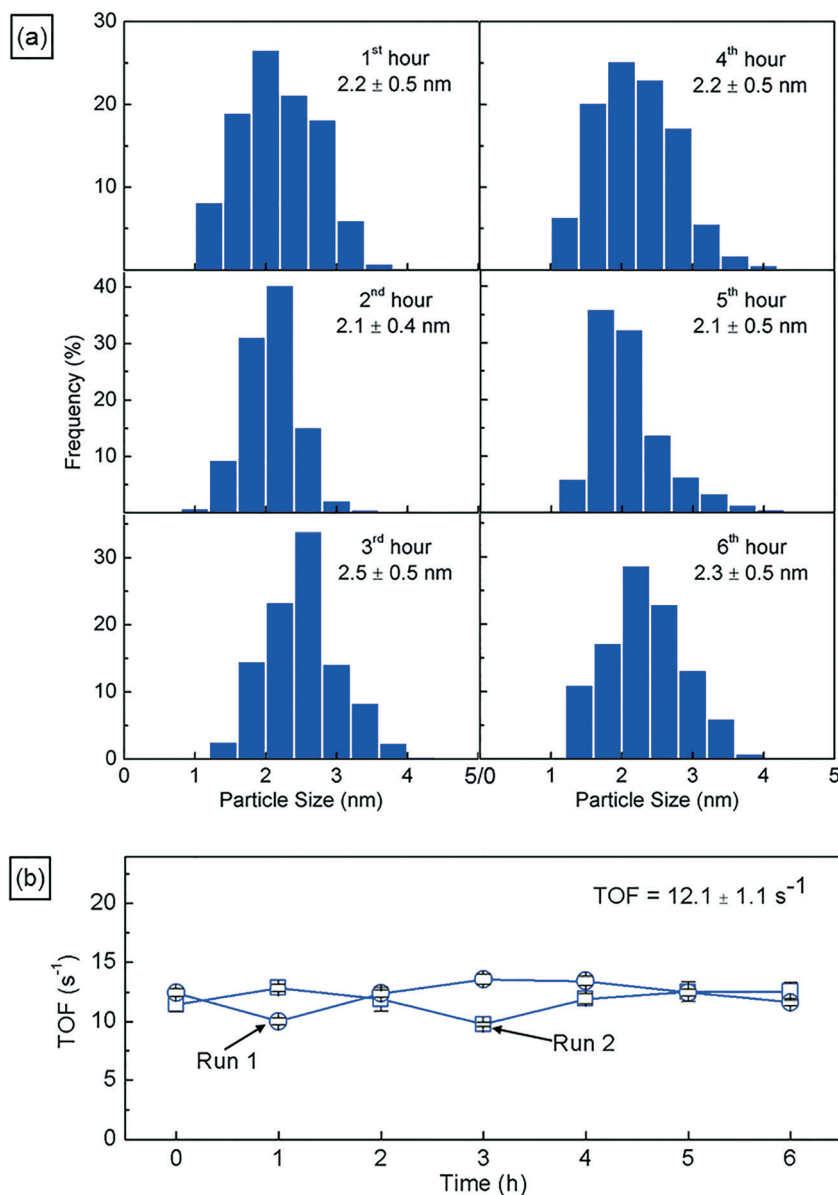 (a)
30
20
10
1st hour
2.2 ± 0.5 nm
4th hour
2.2 ± 0.5 nm
Frequency (%)
40
30
20
10
2nd hour
2.1 ± 0.4 nm
5th hour
2.1 ± 0.5 nm
30
20
10
0
3rd hour
2.5 ± 0.5 nm
6th hour
2.3 ± 0.5 nm
0 1 2 3 4 5/0 1 2 3 4 5
Particle Size (nm) Particle Size (nm)
(b)
TOF = 12.1 ± 1.1 s-1
TOF (s-1)
20
15
10
5
0
Run 1
Run 2
0 1 2 3 4 5 6
Time (h)